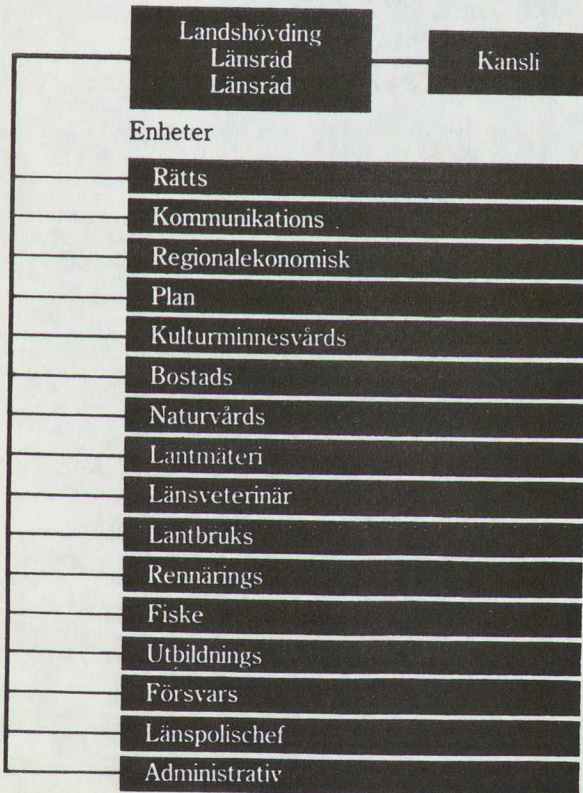 Landshövding
Länsråd
Länsråd
Kansli
Enheter
Rätts
Kommunikations
Regionalekonomisk
Plan
Kulturminnesvårds
Bostads
Naturvårds
Lantmäteri
Länsveterinär
Lantbruks
Rennärings
Fiske
Utbildnings
Försvars
Länspolischef
Administrativ